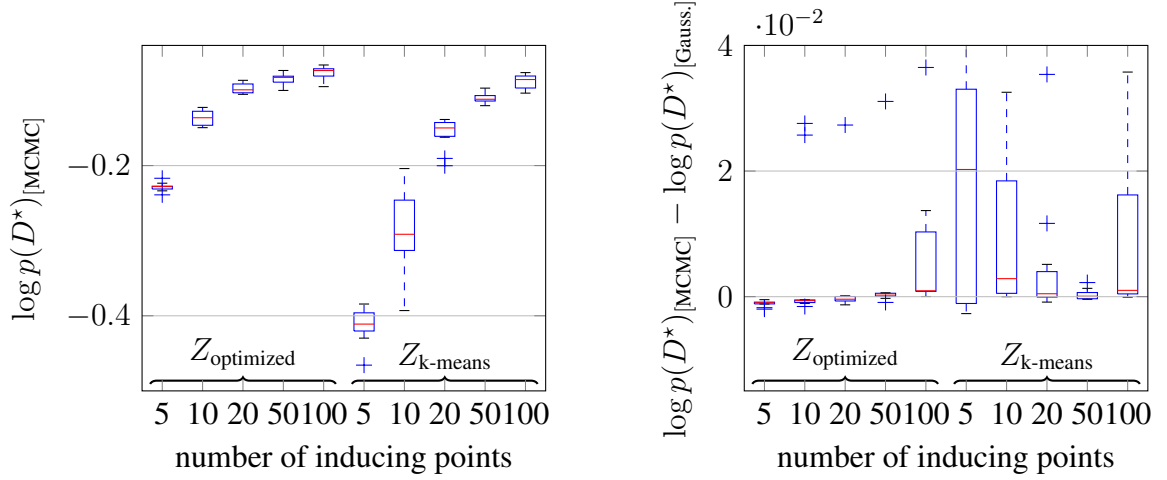 −0.2
−0.4
log p(D⋆)[MCMC]
Zoptimized
Zk-means
5 10 20 50 100 5 10 20 50 100
number of inducing points
·10−2
4
2
0
log p(D⋆)[MCMC] − log p(D⋆)[Gauss.]
Zoptimized
Zk-means
5 10 20 50 100 5 10 20 50 100
number of inducing points